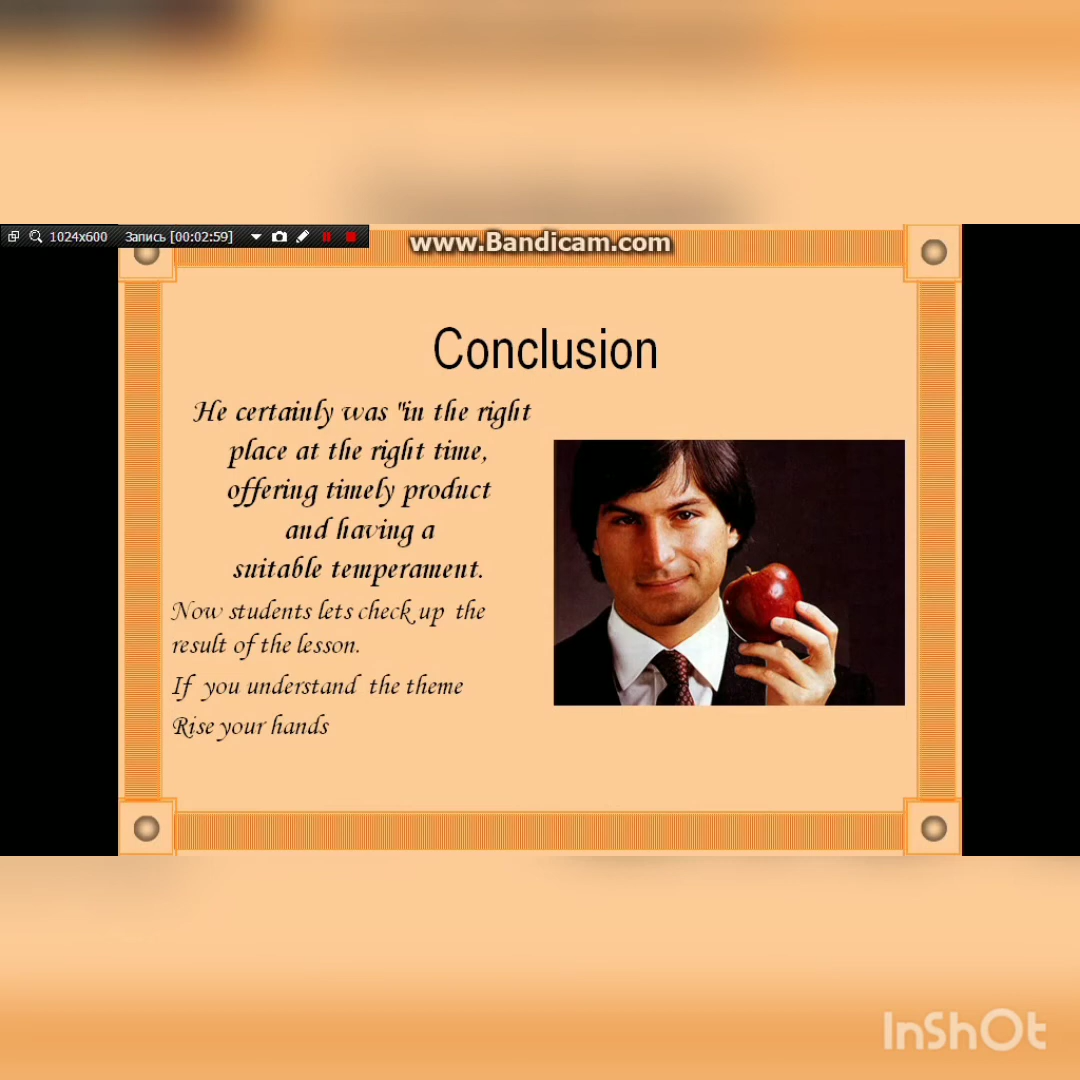 1024x600 Запись [00:02:59]
www.Bandicam.com
Conclusion
He certainly was "in the right
place at the right time,
offering timely product
and having a
suitable temperament.
Now students lets check up the
result of the lesson.
If you understand the theme
Rise your hands
InShOt